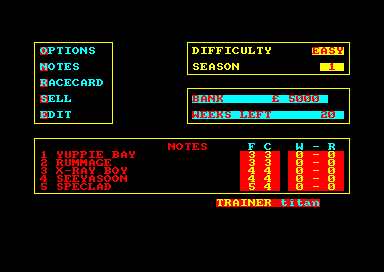 OPTIONS
NOTES
RACECARD
SELL
EDIT
DIFFICULTY EASY
SEASON 1
BANK £ 5000
WEEKS LEFT 20
NOTES F C W - R
1 YUPPIE BAY 3 3 0 - 0
2 RUMMAGE 3 3 0 - 0
3 X-RAY BOY 4 4 0 - 0
4 SEEYASOON 4 4 0 - 0
5 SPECLAD 5 4 0 - 0
TRAINER titan